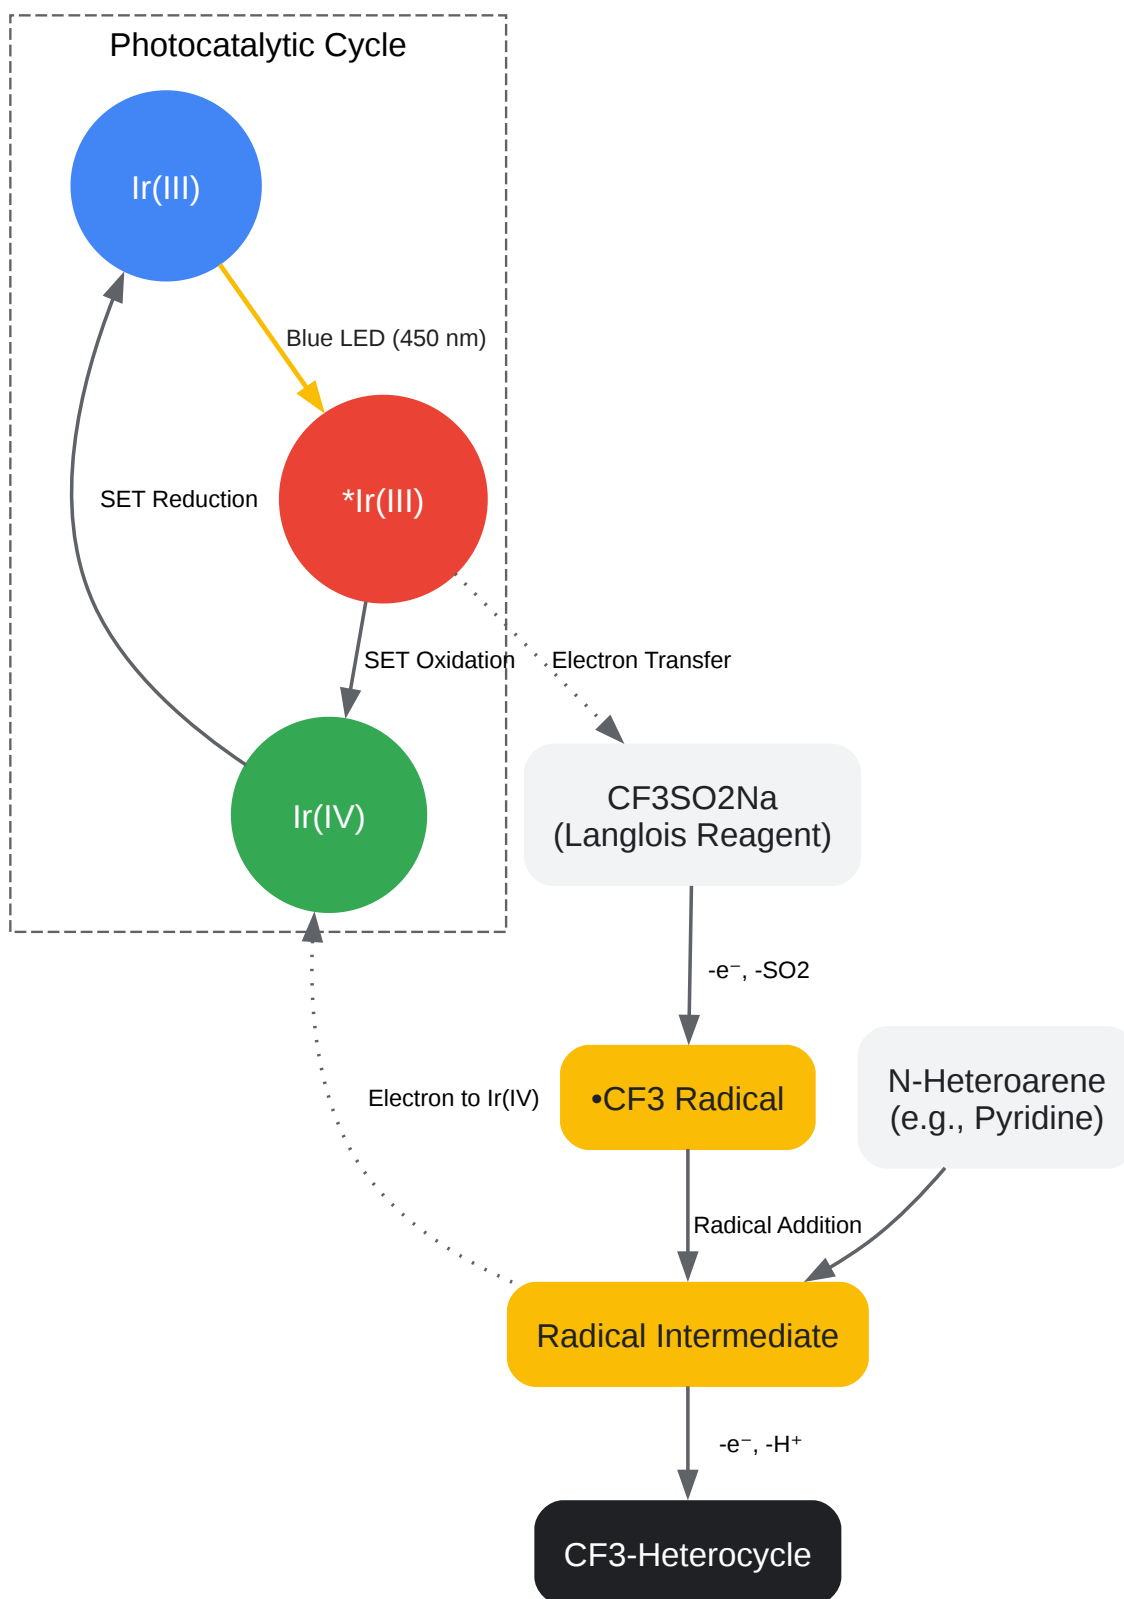 Photocatalytic Cycle
Ir(III)
Blue LED (450 nm)
*Ir(III)
SET Reduction
SET Oxidation
Electron Transfer
Ir(IV)
CF3SO2Na
(Langlois Reagent)
-e⁻, -SO2
•CF3 Radical
N-Heteroarene
(e.g., Pyridine)
Electron to Ir(IV)
Radical Addition
Radical Intermediate
-e⁻, -H⁺
CF3-Heterocycle